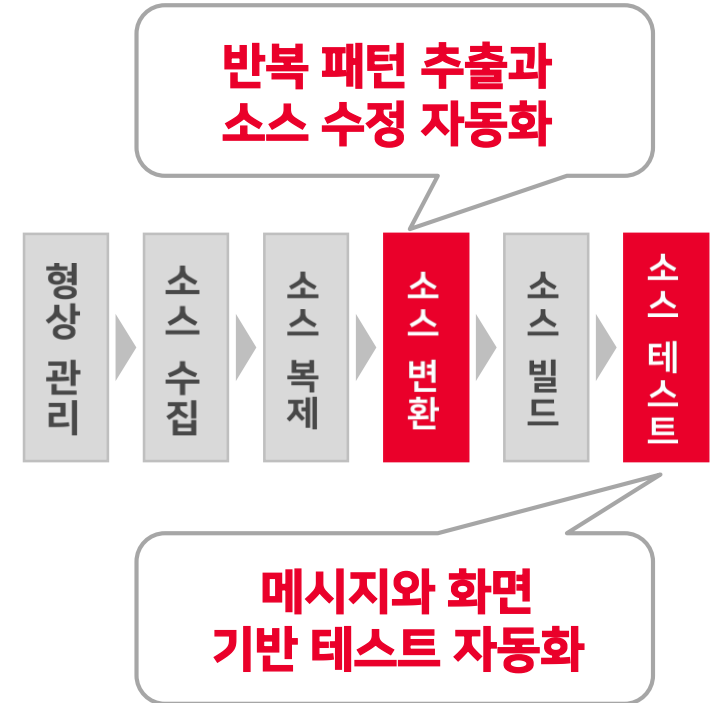 반복 패턴 추출과
소스 수정 자동화
형상 관리
소스 수집
소스 복제
소스 변환
소스 빌드
소스 테스트
메시지와 화면
기반 테스트 자동화